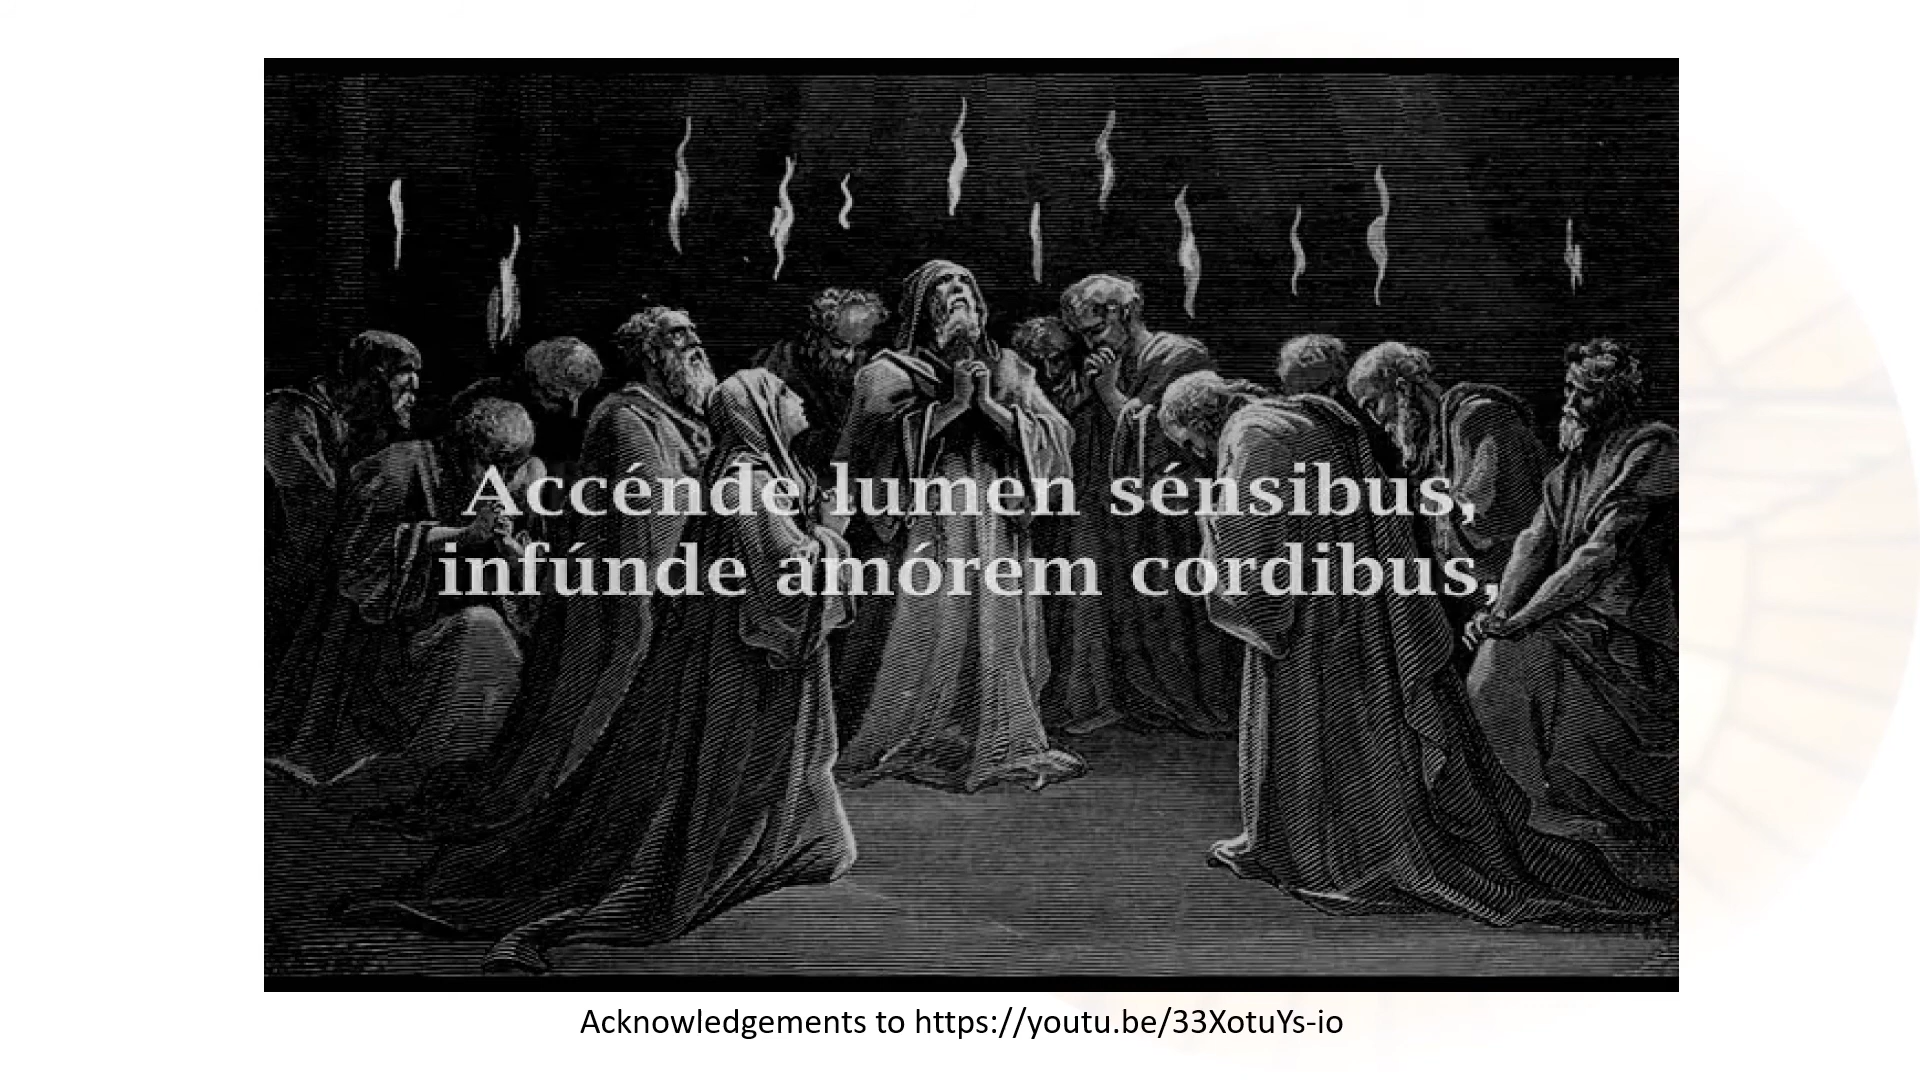 Accénde lumen sénsibus,
infúnde amórem cordibus,
Acknowledgements to https://youtu.be/33XotuYs-io